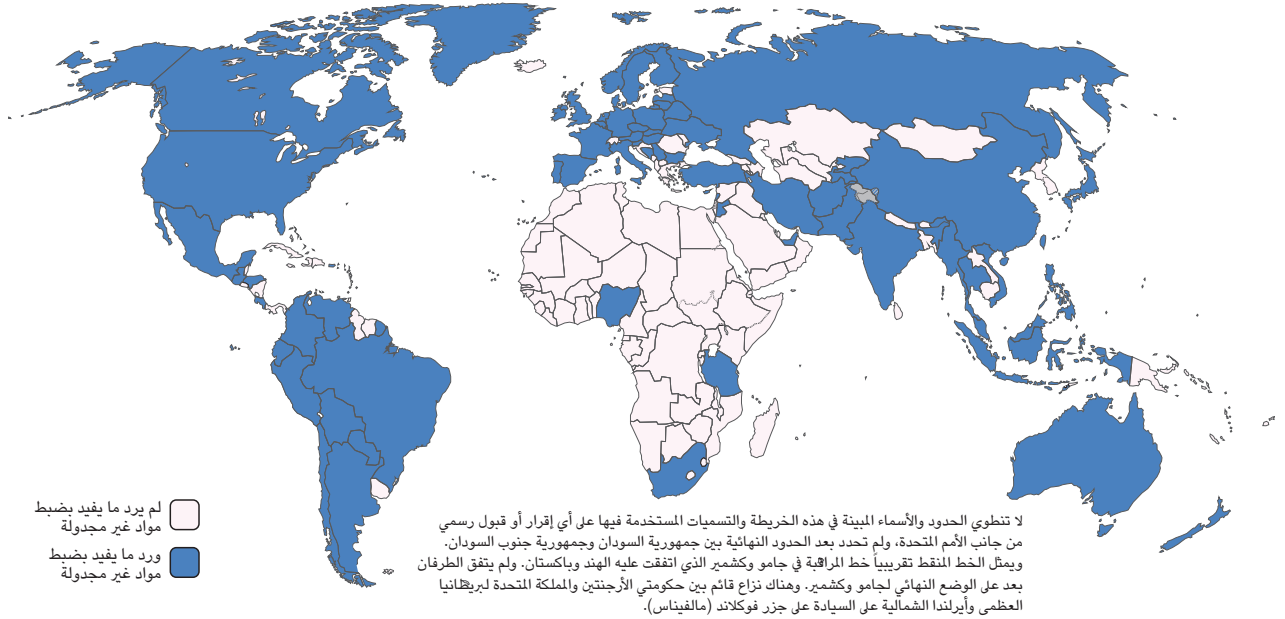 لا تنطوي الحدود والأسماء المبينة في هذه الخريطة والتسميات المستخدمة فيها على أي إقرار أو قبول رسمي
من جانب الأمم المتحدة، ولم تحدد بعد الحدود النهائية بين جمهورية السودان وجمهورية جنوب السودان.
ويمثل الخط المنقط تقريبياً خط المراقبة في جامو وكشمير الذي اتفقت عليه الهند وباكستان. ولم يتفق الطرفان
بعد على الوضع النهائي لجامو وكشمير. وهناك نزاع قائم بين حكومتي الأرجنتين والمملكة المتحدة لبريطانيا
العظمى وأيرلندا الشمالية على السيادة على جزر فوكلاند (مالفيناس).
لم يرد ما يفيد بضبط
مواد غير مجدولة
ورد ما يفيد بضبط
مواد غير مجدولة